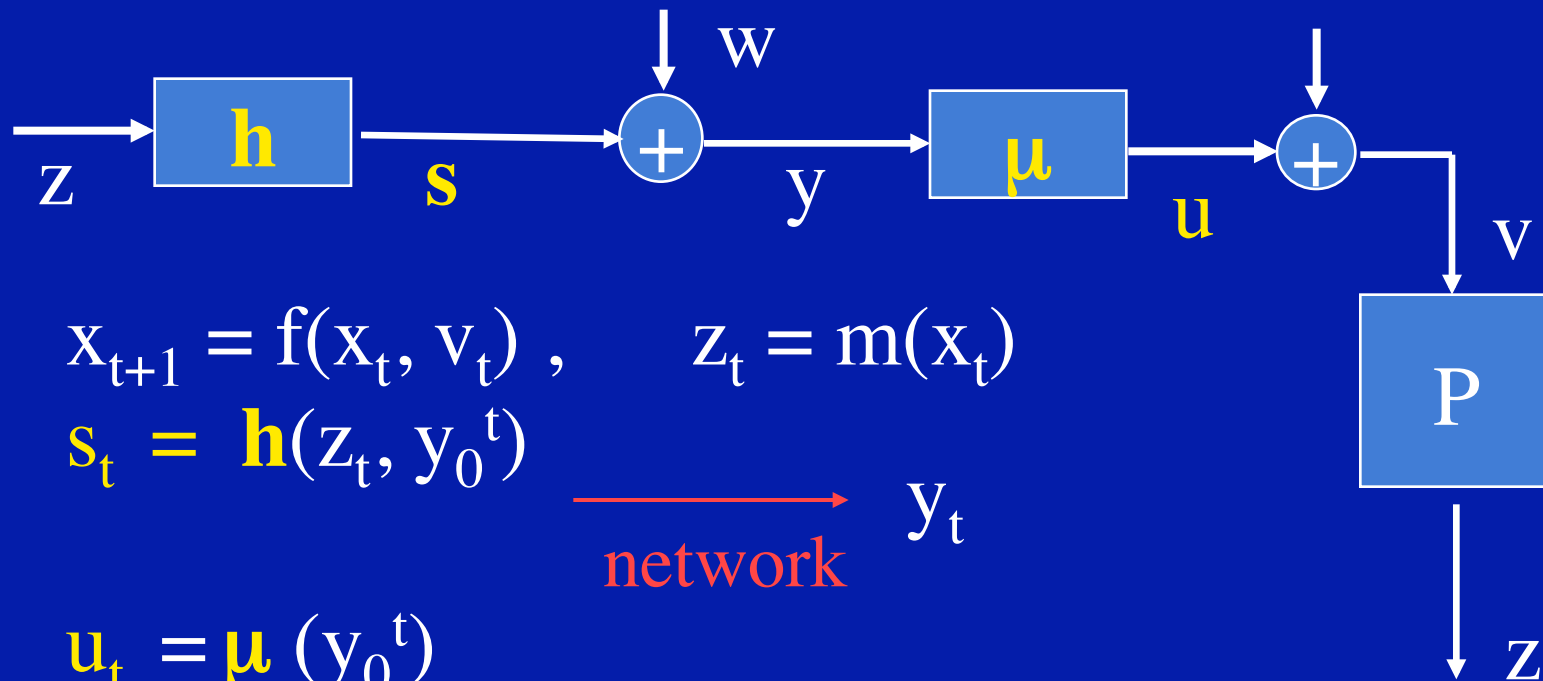 w
h
+
μ
+
z
s
y
u
v
x_{t+1} = f(x_t, v_t) , z_t = m(x_t)
P
s_t = h(z_t, y_0^t)
y_t
network
u_t = μ (y_0^t)
z